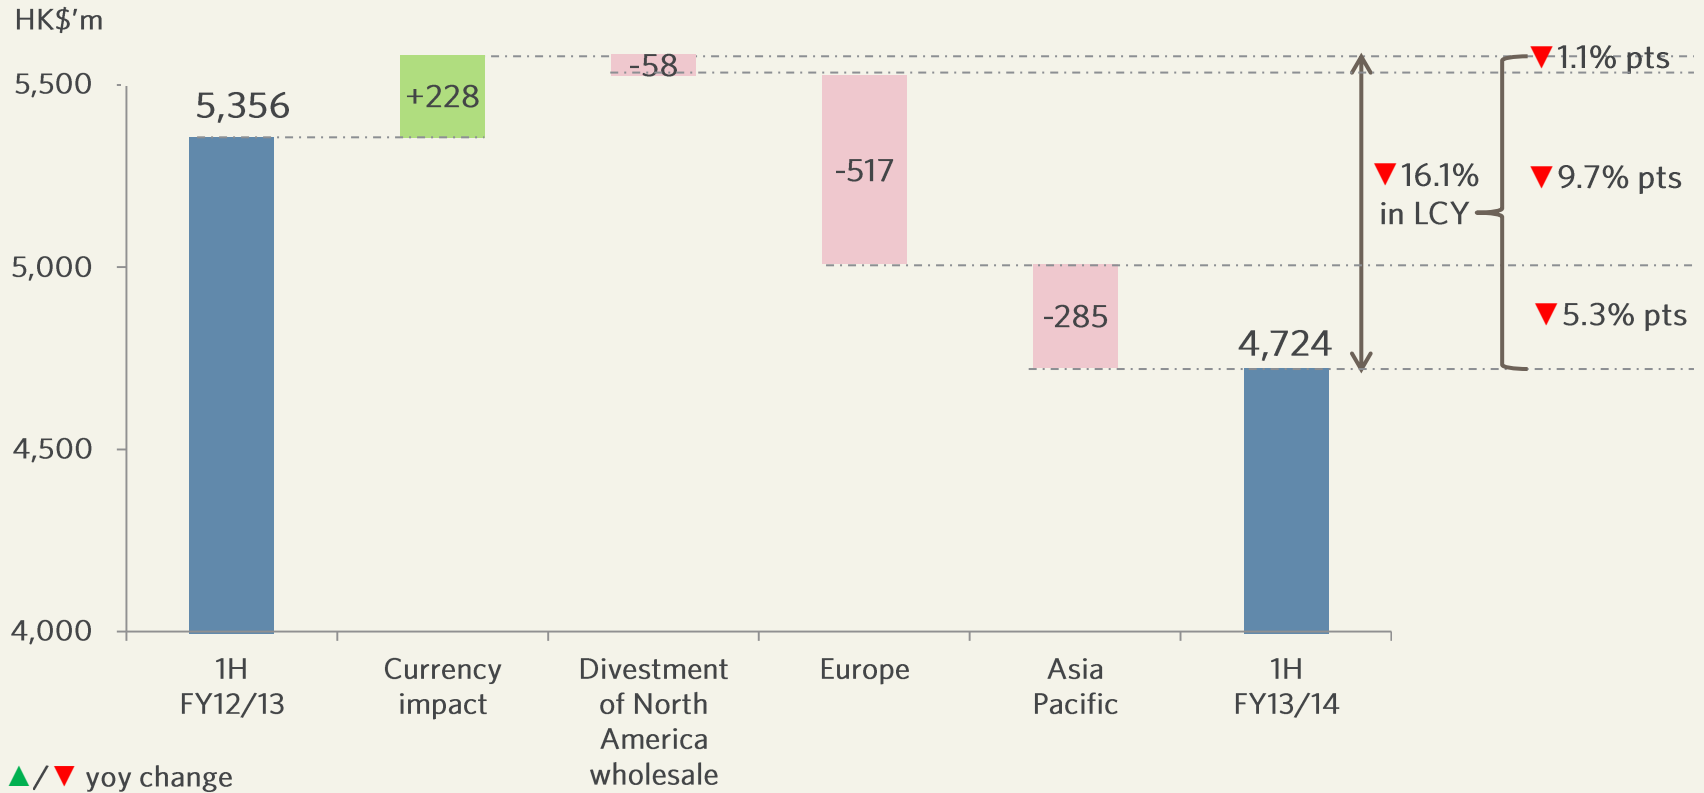 HK$'m
5,500
5,000
4,500
4,000
5,356
+228
-58
-517
-285
4,724
▼16.1%
in LCY
▼1.1% pts
▼9.7% pts
▼5.3% pts
1H
FY12/13
Currency
impact
Divestment
of North
America
wholesale
Europe
Asia
Pacific
1H
FY13/14
▲/▼ yoy change